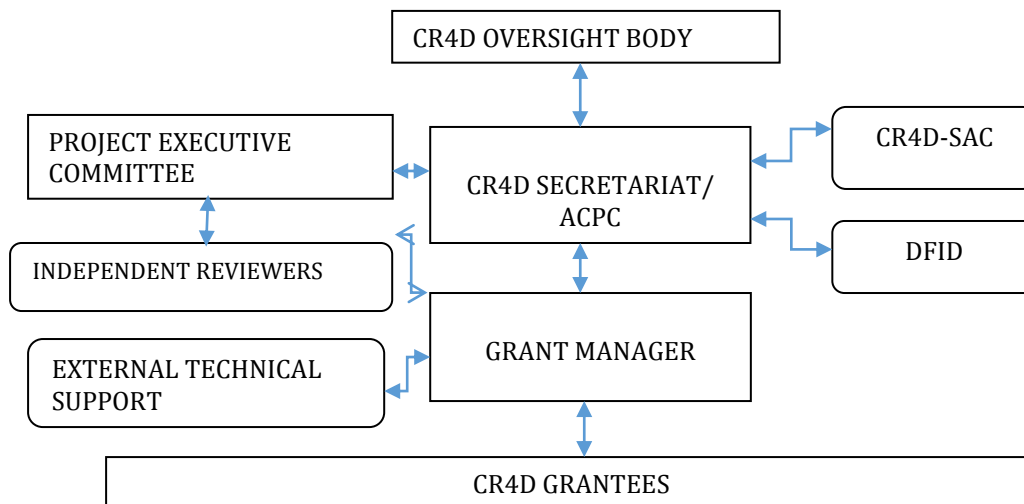 CR4D OVERSIGHT BODY
PROJECT EXECUTIVE
COMMITTEE
CR4D SECRETARIAT/
ACPC
CR4D-SAC
INDEPENDENT REVIEWERS
DFID
EXTERNAL TECHNICAL
SUPPORT
GRANT MANAGER
CR4D GRANTEES